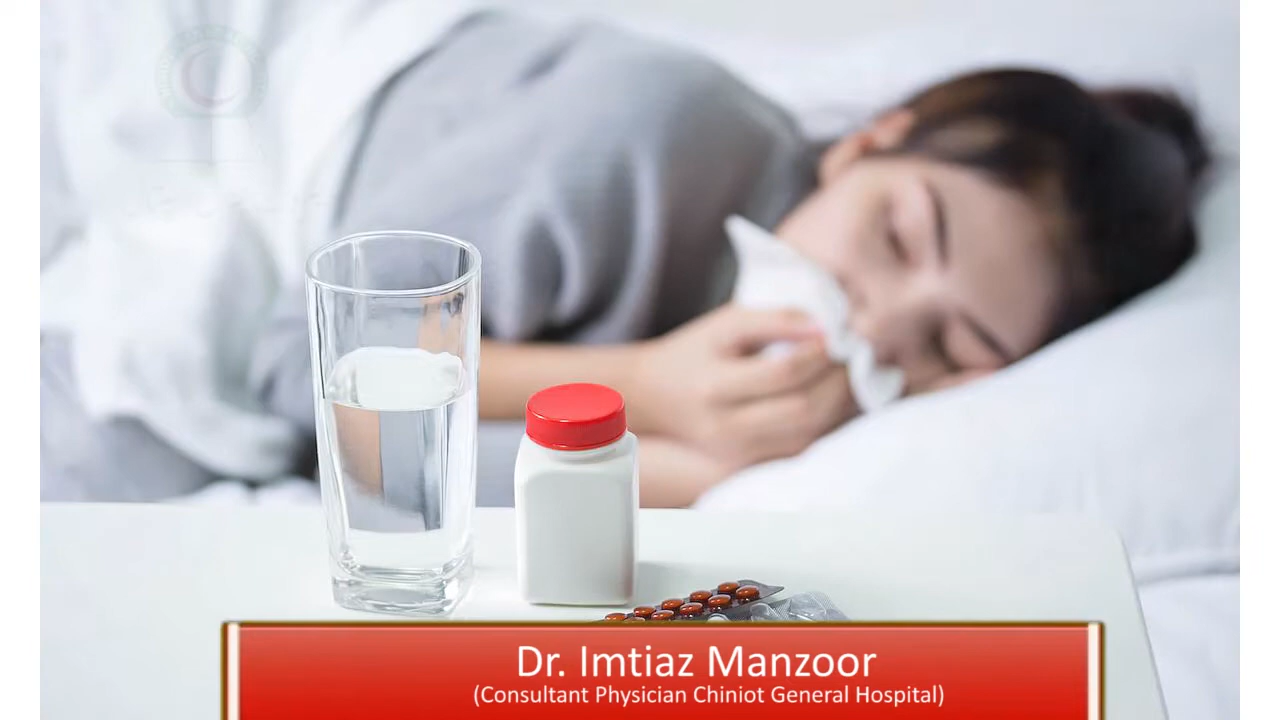 Dr. Imtiaz Manzoor
(Consultant Physician Chiniot General Hospital)